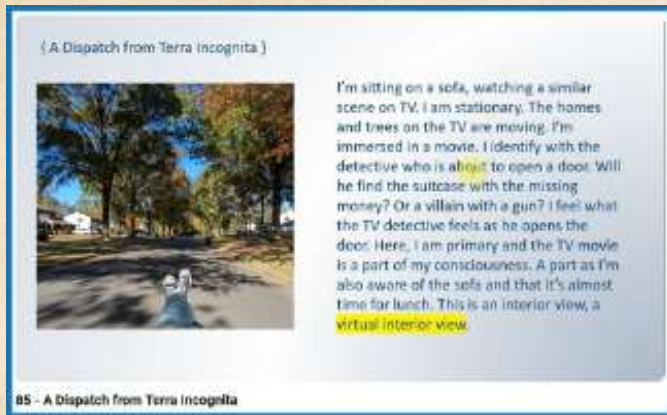 { A Dispatch from Terra Incognita }
I'm sitting on a sofa, watching a similar
scene on TV. I am stationary. The homes
and trees on the TV are moving. I'm
immersed in a movie. I identify with the
detective who is about to open a door. Will
he find the suitcase with the missing
money? Or a villain with a gun? I feel what
the TV detective feels as he opens the
door. Here, I am primary and the TV movie
is a part of my consciousness. A part as I'm
also aware of the sofa and that it's almost
time for lunch. This is an interior view, a
virtual interior view.
85 - A Dispatch from Terra Incognita